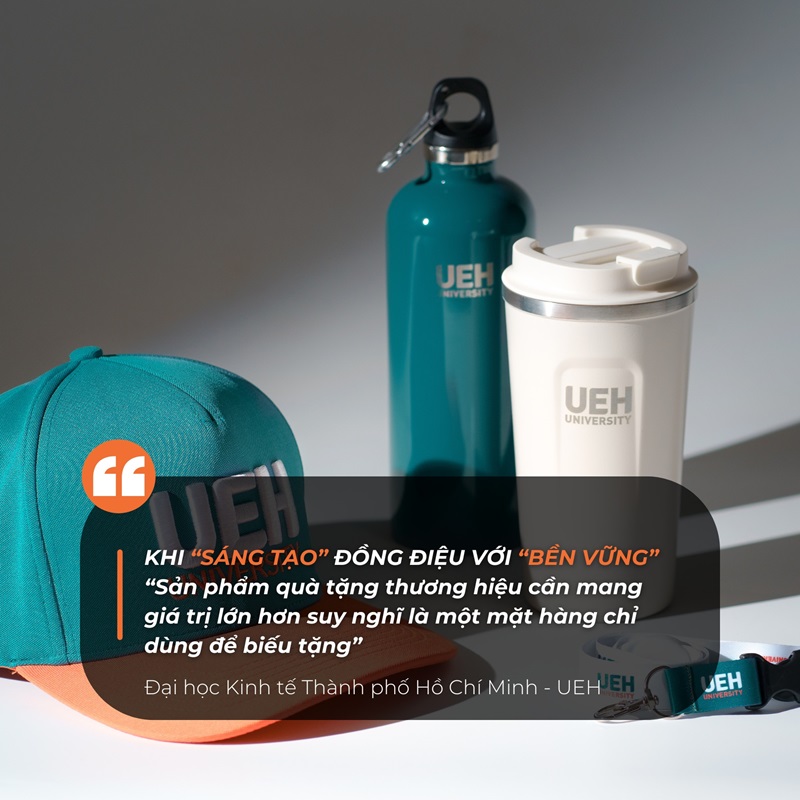 UEH
UNIVERSITY
UEH
UNIVERSITY
UEH
UNIVERSITY
KHI “SÁNG TẠO” ĐỒNG ĐIỆU VỚI “BỀN VỮNG”
“Sản phẩm quà tặng thương hiệu cần mang
giá trị lớn hơn suy nghĩ là một mặt hàng chỉ
dùng để biếu tặng”
Đại học Kinh tế Thành phố Hồ Chí Minh - UEH
UEH
UEH
UNIVERSITY